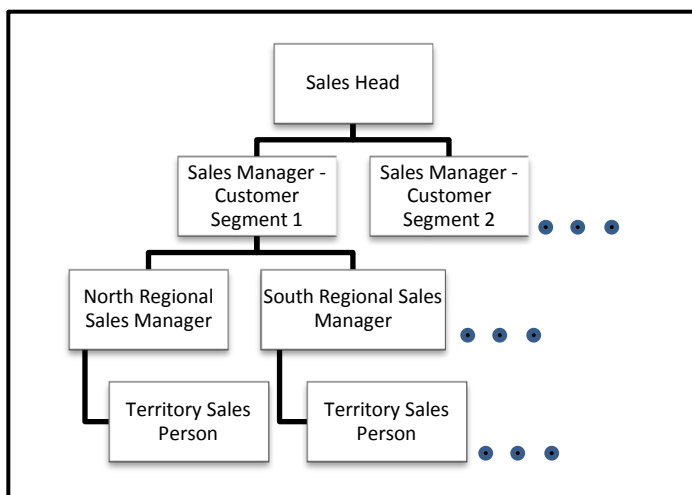 Sales Head
Sales Manager -
Customer
Segment 1
Sales Manager -
Customer
Segment 2
North Regional
Sales Manager
South Regional Sales
Manager
Territory Sales
Person
Territory Sales
Person